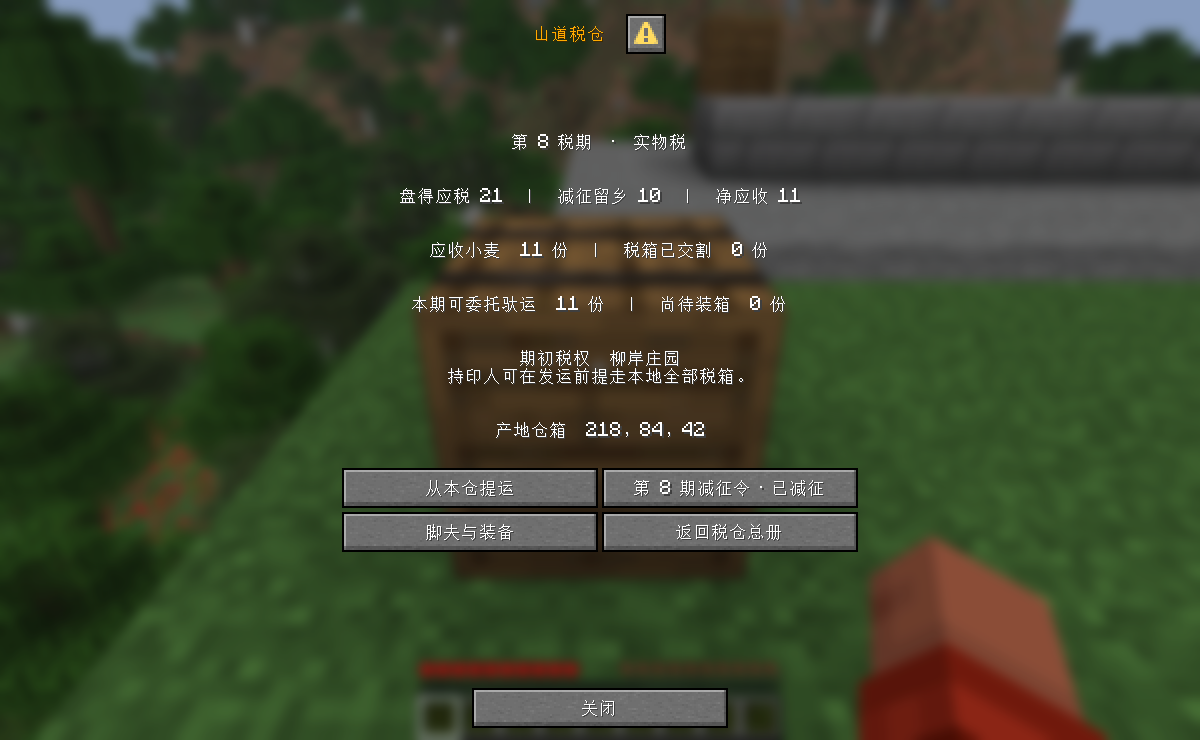 山道税仓
第 8 税期 · 实物税
盘得应税 21 | 减征留乡 10 | 净应收 11
应收小麦 11 份 | 税箱已交割 0 份
本期可委托驮运 11 份 | 尚待装箱 0 份
期初税权 柳岸庄园
持印人可在发运前提走本地全部税箱。
产地仓箱 218, 84, 42
从本仓提运
第 8 期减征令 · 已减征
脚夫与装备
返回税仓总册
关闭